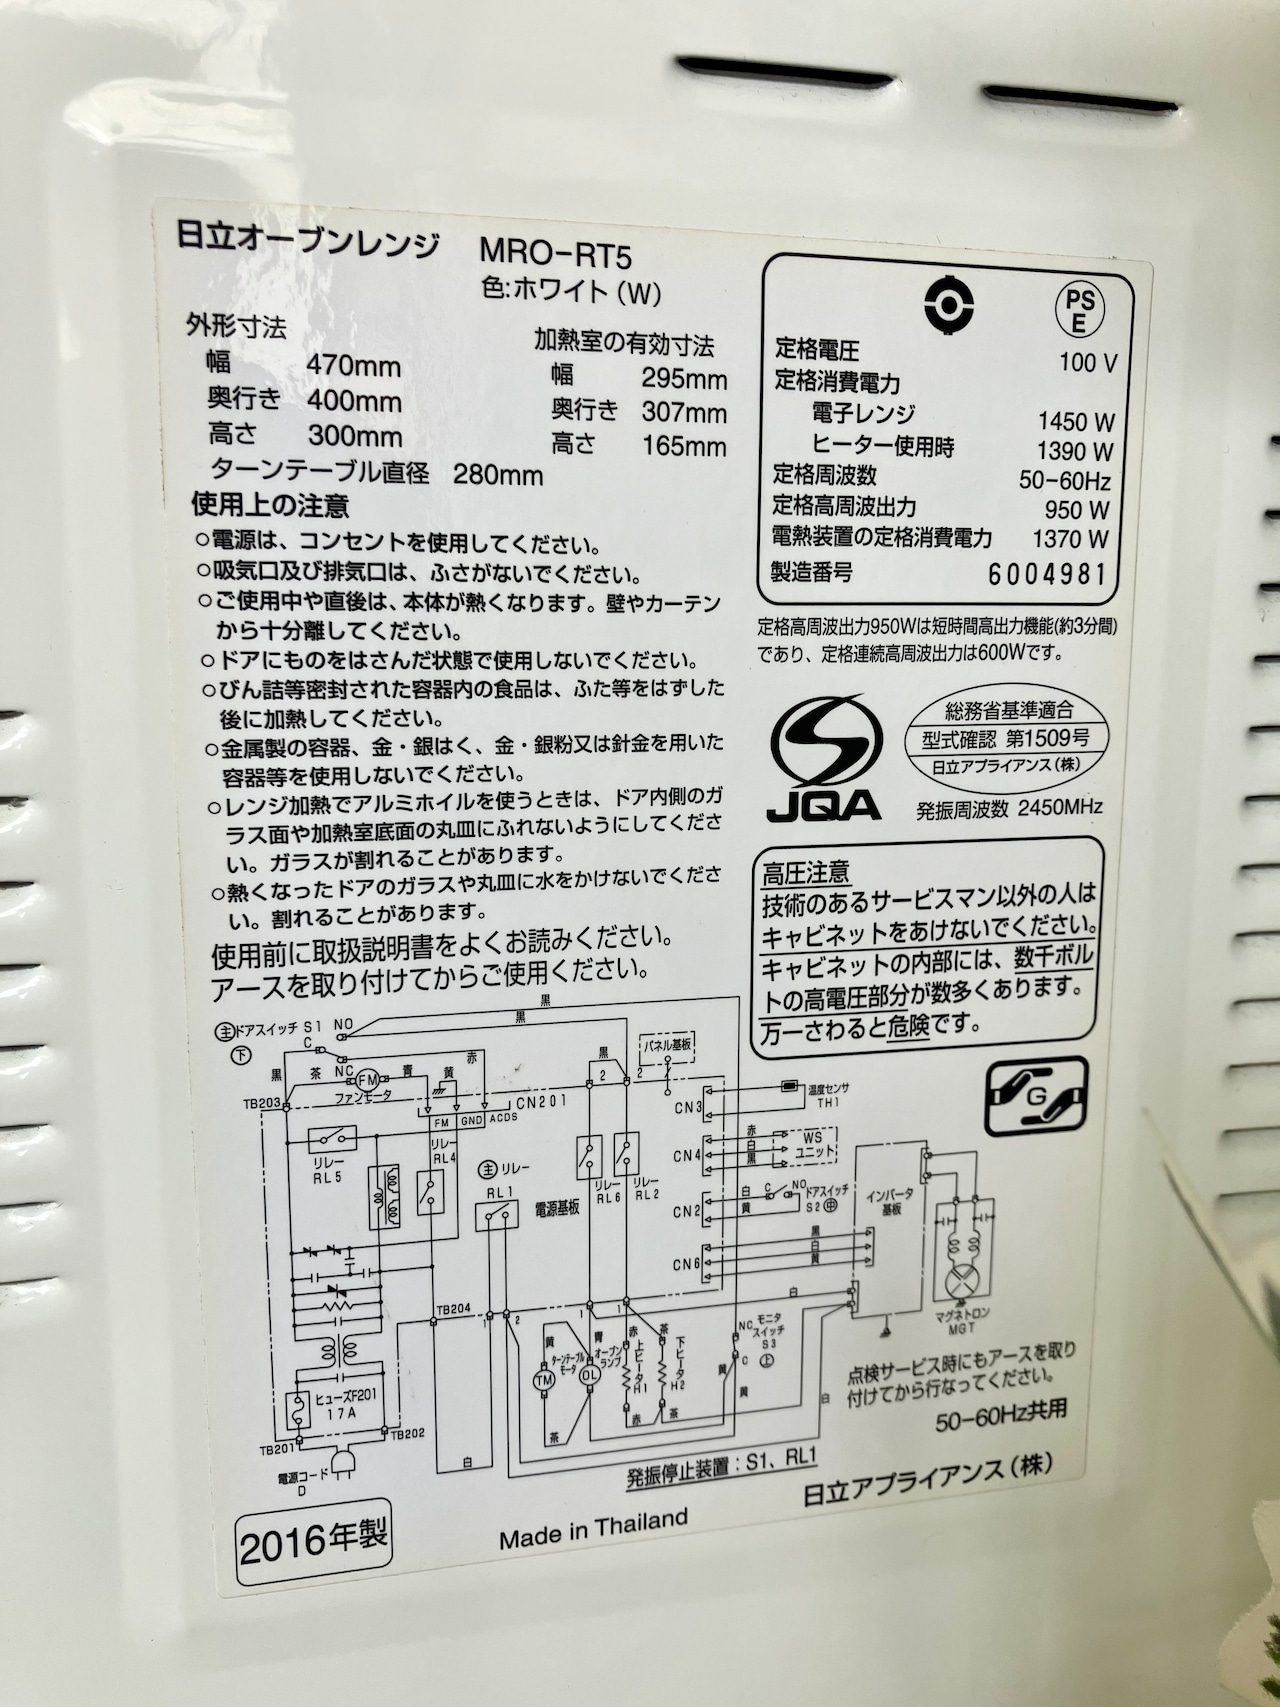 日立オーブンレンジ MRO-RT5
色:ホワイト(W)
外形寸法
幅 470mm
奥行き 400mm
高さ 300mm
ターンテーブル直径 280mm
加熱室の有効寸法
幅 295mm
奥行き 307mm
高さ 165mm
PS
E
定格電圧 100 V
定格消費電力
電子レンジ 1450 W
ヒーター使用時 1390 W
定格周波数 50-60Hz
定格高周波出力 950 W
電熱装置の定格消費電力 1370 W
製造番号 6004981
定格高周波出力950Wは短時間高出力機能(約3分間)
であり、定格連続高周波出力は600Wです。
使用上の注意
○電源は、コンセントを使用してください。
○吸気口及び排気口は、ふさがないでください。
○ご使用中や直後は、本体が熱くなります。壁やカーテン
から十分離してください。
○ドアにものをはさんだ状態で使用しないでください。
○びん詰等密封された容器内の食品は、ふた等をはずした
後に加熱してください。
○金属製の容器、金・銀はく、金・銀粉又は針金を用いた
容器等を使用しないでください。
○レンジ加熱でアルミホイルを使うときは、ドア内側のガ
ラス面や加熱室底面の丸皿にふれないようにしてくださ
い。ガラスが割れることがあります。
○熱くなったドアのガラスや丸皿に水をかけないでくださ
い。割れることがあります。
使用前に取扱説明書をよくお読みください。
アースを取り付けてからご使用ください。
JQA
総務省基準適合
型式確認 第1509号
日立アプライアンス(株)
発振周波数 2450MHz
高圧注意
技術のあるサービスマン以外の人は
キャビネットをあけないでください。
キャビネットの内部には、数千ボル
トの高電圧部分が数多くあります。
万一さわると危険です。
G
主 ドアスイッチ S1 NO
下
C
NC
黒
黒
赤
黒
茶
FM
青
黄
ファンモータ
TB203
CN201
FM GND ACDS
リレー
RL5
リレー
RL4
主 リレー
RL1
電源基板
黒
2
2
リレー
RL6
リレー
RL2
パネル基板
CN3
温度センサ
TH1
CN4
赤
白
黒
WS
ユニット
CN2
白
黄
C NO
ドアスイッチ
S2 中
CN6
黒
白
黄
インバータ
基板
マグネトロン
MGT
TB204
1
2
1
1
白
黄
ターンテーブル
モータ
TM
茶
青
オーブン
ランプ
OL
赤
上ヒータH1
赤
茶
下ヒータH2
茶
NC
モニタ
スイッチ
S3
上
C
黄
黄
白
白
ヒューズF201
17A
TB201
TB202
電源コード
D
発振停止装置:S1、RL1
点検サービス時にもアースを取り
付けてから行なってください。
50-60Hz共用
日立アプライアンス(株)
2016年製
Made in Thailand